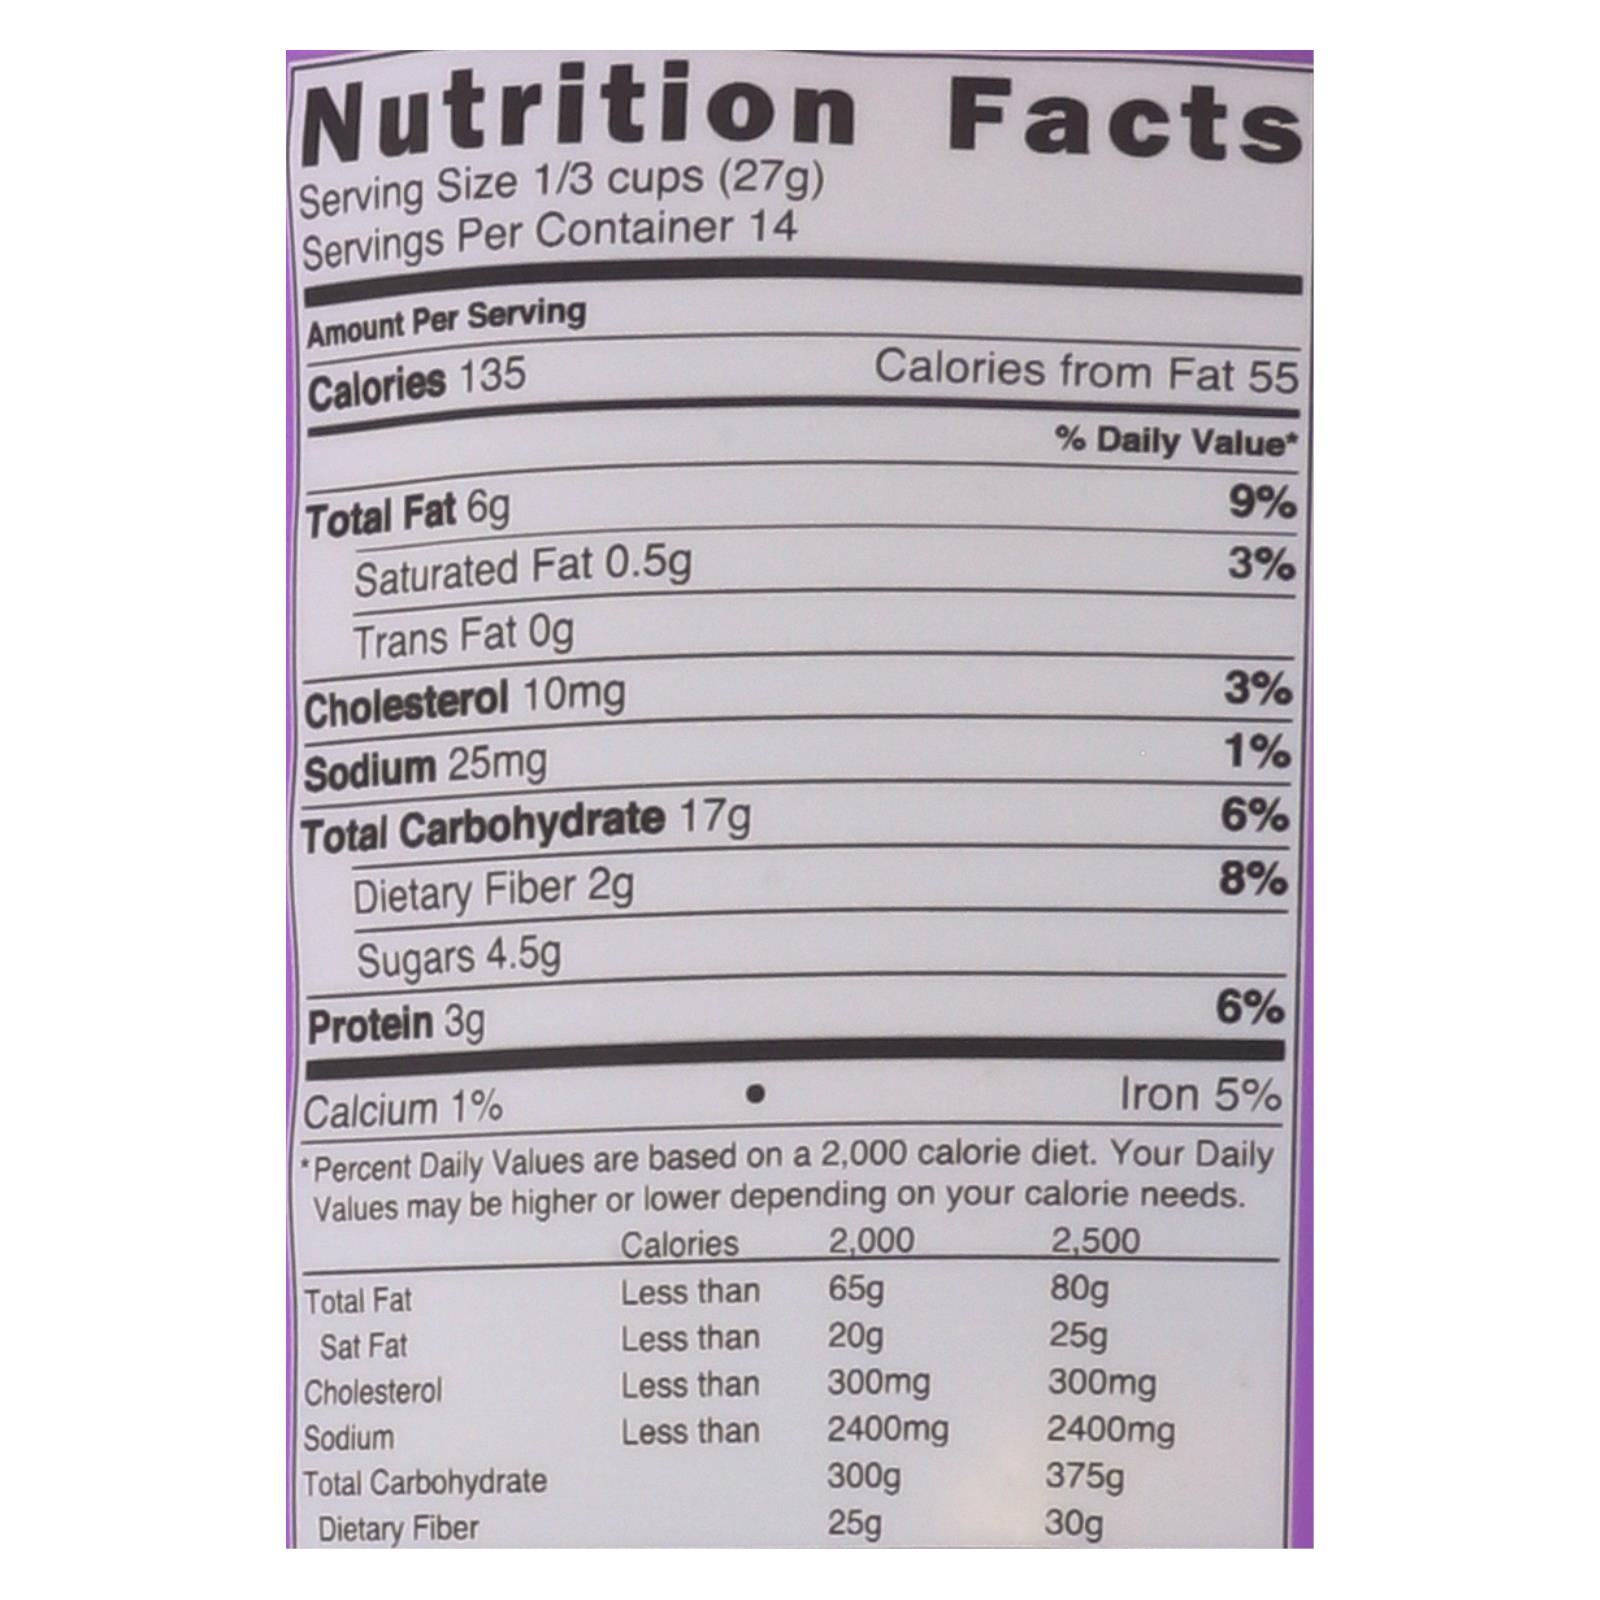 Nutrition Facts
Serving Size 1/3 cups (27g)
Servings Per Container 14
Amount Per Serving
Calories 135 Calories from Fat 55
% Daily Value*
Total Fat 6g 9%
Saturated Fat 0.5g 3%
Trans Fat 0g
Cholesterol 10mg 3%
Sodium 25mg 1%
Total Carbohydrate 17g 6%
Dietary Fiber 2g 8%
Sugars 4.5g
Protein 3g 6%
Calcium 1% • Iron 5%
*Percent Daily Values are based on a 2,000 calorie diet. Your Daily
Values may be higher or lower depending on your calorie needs.
Calories 2,000 2,500
Total Fat Less than 65g 80g
Sat Fat Less than 20g 25g
Cholesterol Less than 300mg 300mg
Sodium Less than 2400mg 2400mg
Total Carbohydrate 300g 375g
Dietary Fiber 25g 30g